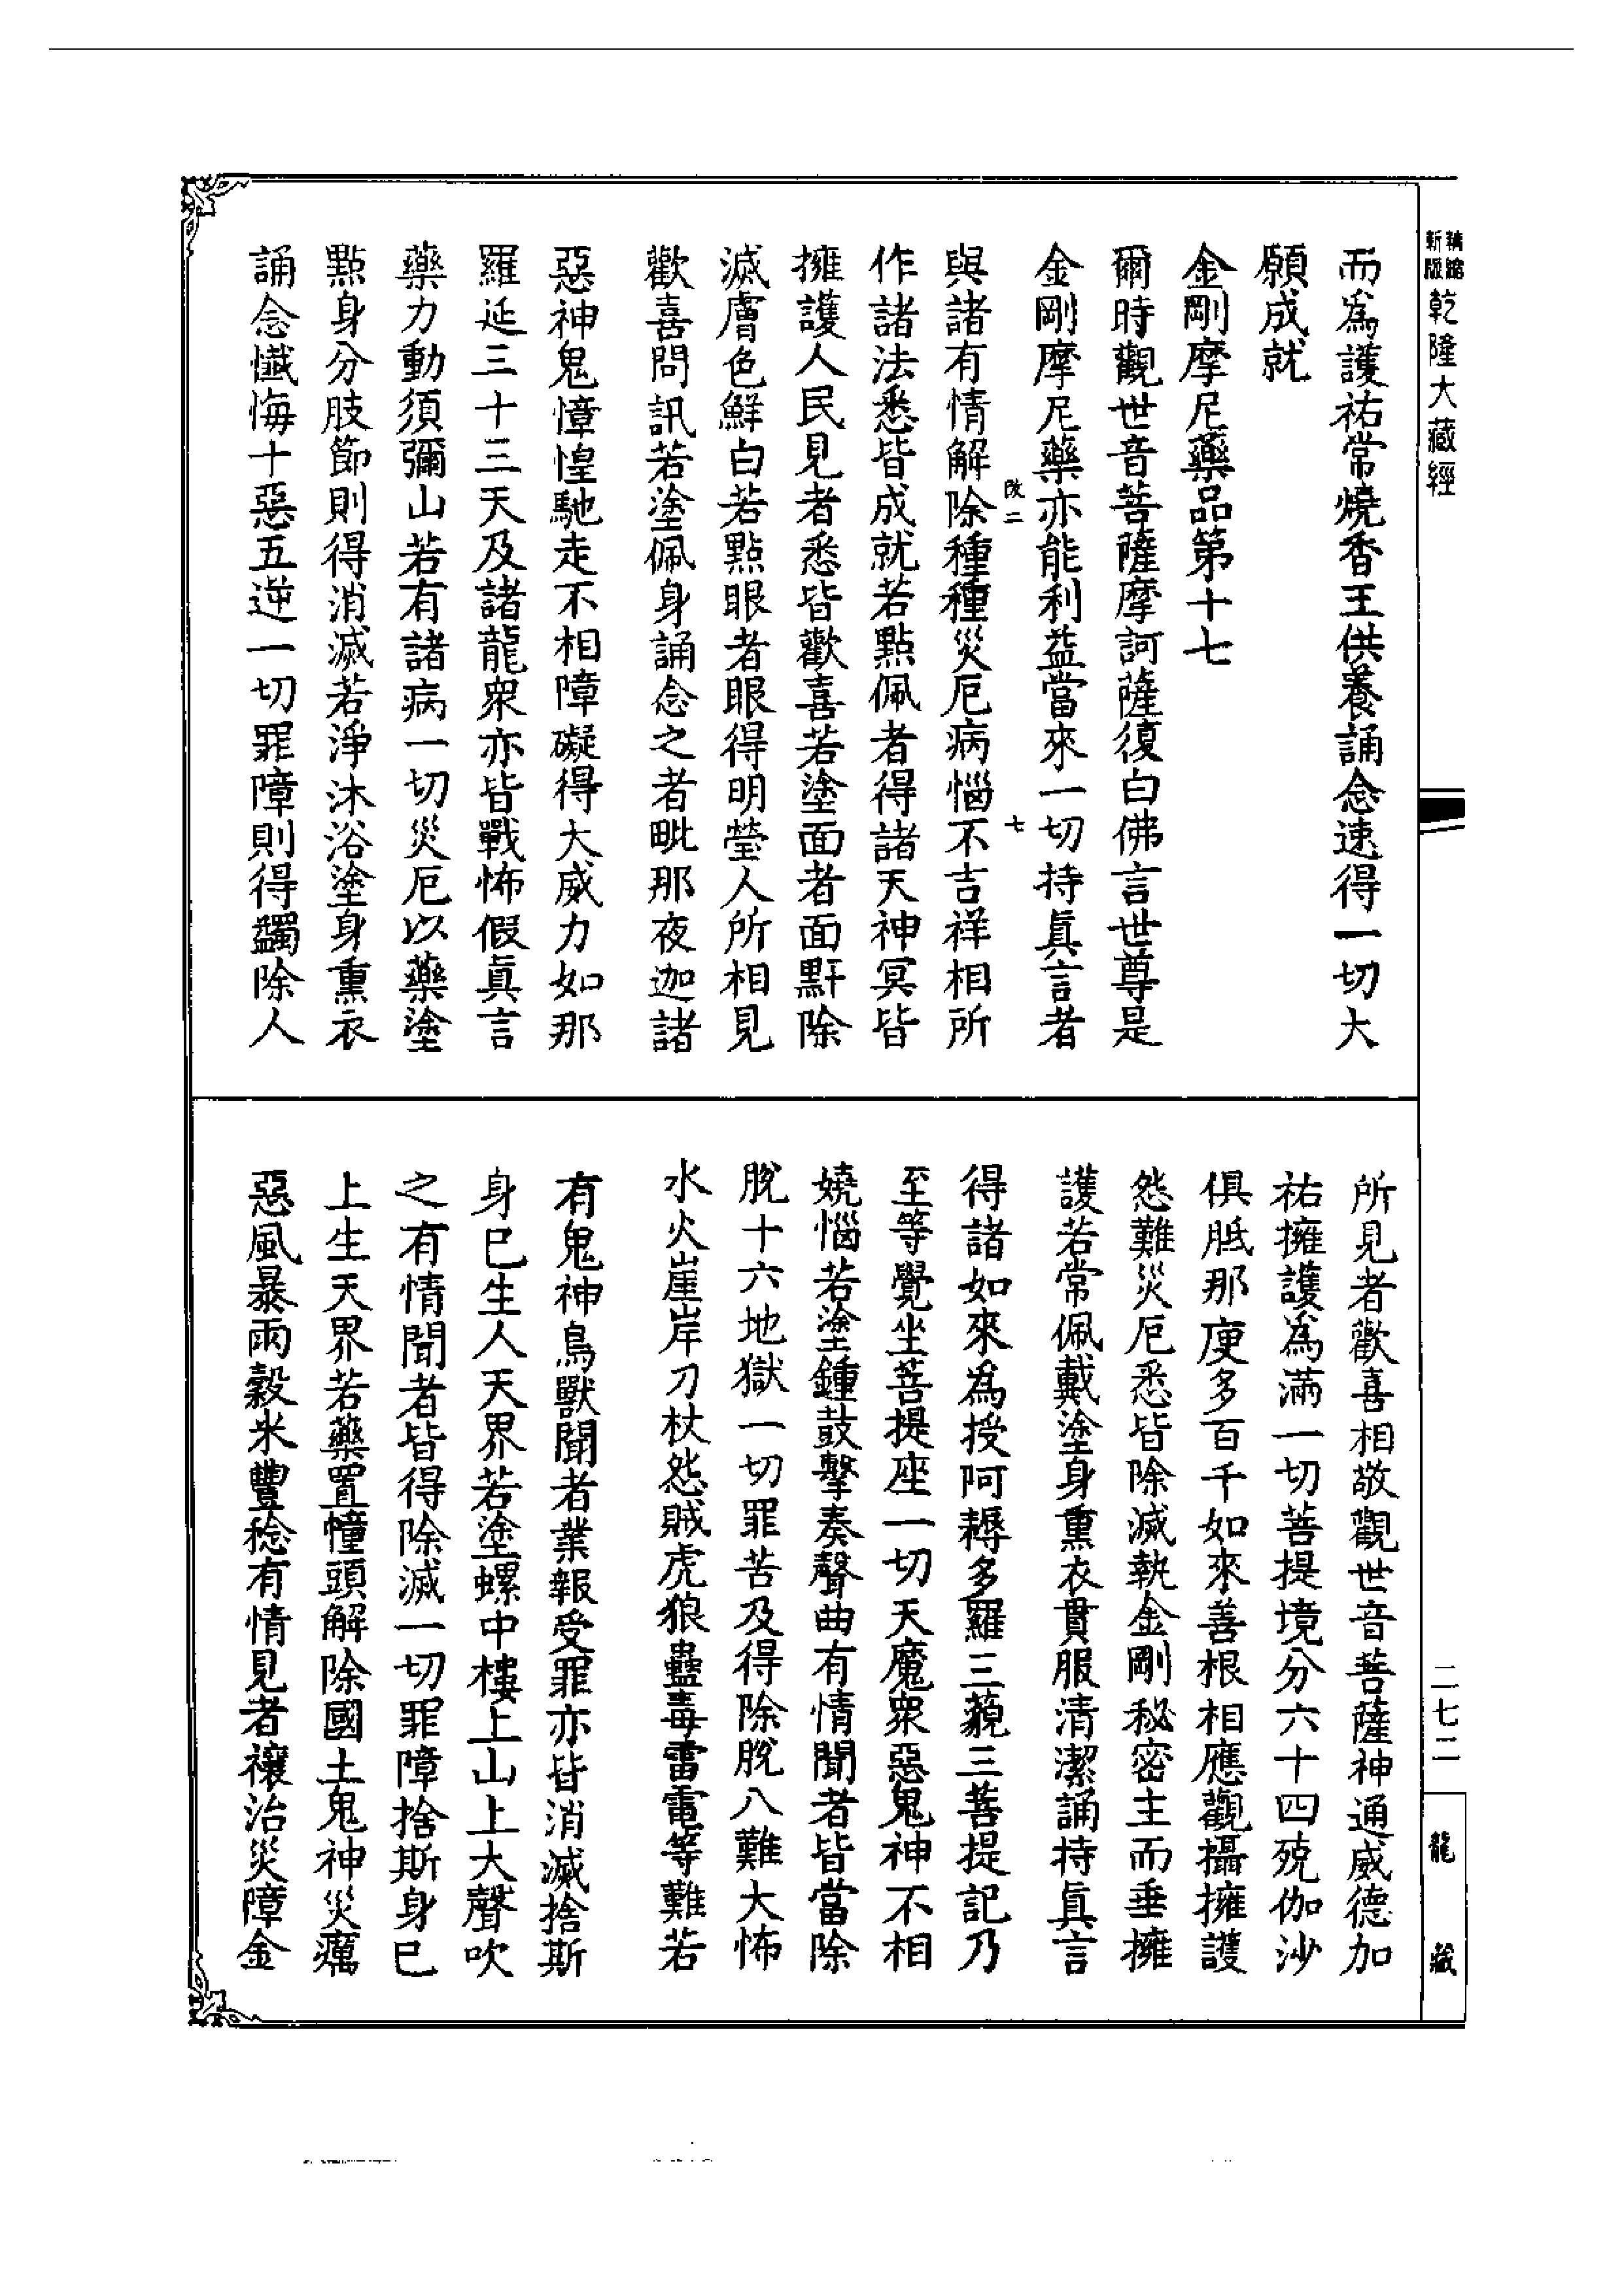 精縮
新版
乾隆大藏經
而為護祐常燒香王供養誦念速得一切大
願成就
金剛摩尼藥品第十七
爾時觀世音菩薩摩訶薩復白佛言世尊是
金剛摩尼藥亦能利益當來一切持眞言者
七
與諸有情解除種種災厄病惱不吉祥相所
作諸法悉皆成就若點佩者得諸天神冥皆
擁護人民見者悉皆歡喜若塗面者面䵟除
滅膚色鮮白若點眼者眼得明瑩人所相見
歡喜問訊若塗佩身誦念之者毗那夜迦諸
惡神鬼慞惶馳走不相障礙得大威力如那
羅延三十三天及諸龍衆亦皆戰怖假眞言
藥力動須彌山若有諸病一切災厄以藥塗
點身分肢節則得消滅若淨沐浴塗身熏衣
誦念懺悔十惡五逆一切罪障則得蠲除人
所見者歡喜相敬觀世音菩薩神通威德加
祐擁護為滿一切菩提境分六十四殑伽沙
俱胝那庾多百千如來善根相應觀攝擁護
怨難災厄悉皆除滅執金剛秘密主而垂擁
護若常佩戴塗身熏衣貫服清潔誦持眞言
得諸如來為授阿耨多羅三藐三菩提記乃
至等覺坐菩提座一切天魔衆惡鬼神不相
嬈惱若塗鍾鼓擊奏聲曲有情聞者皆當除
脫十六地獄一切罪苦及得除脫八難大怖
水火崖岸刀杖怨賊虎狼蠱毒雷電等難若
有鬼神鳥獸聞者業報受罪亦皆消滅捨斯
身已生人天界若塗螺中樓上山上大聲吹
之有情聞者皆得除滅一切罪障捨斯身已
上生天界若藥置幢頭解除國土鬼神災癘
惡風暴雨穀米豐稔有情見者禳治災障金
二七二
龍藏